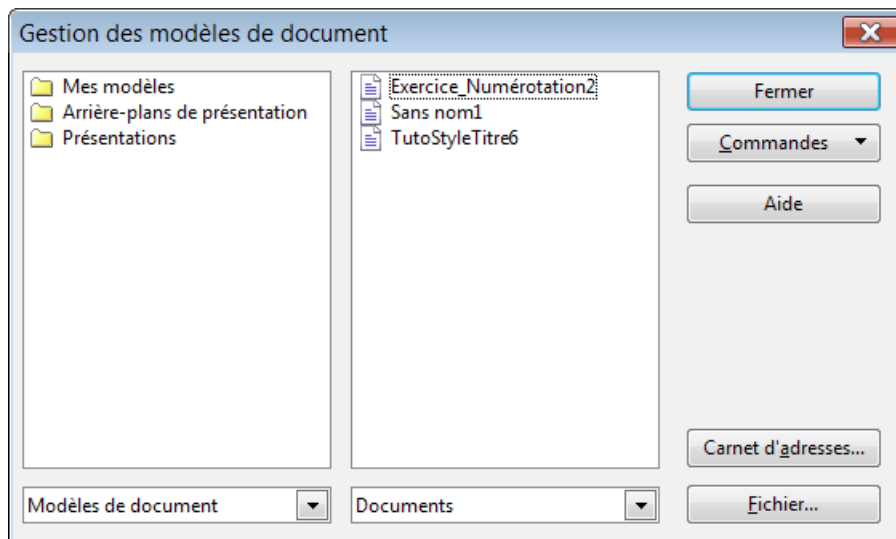 Gestion des modèles de document
Mes modèles
Arrière-plans de présentation
Présentations
Exercice_Numérotation2
Sans nom1
TutoStyleTitre6
Fermer
Commandes
Aide
Carnet d'adresses...
Modèles de document
Documents
Fichier...